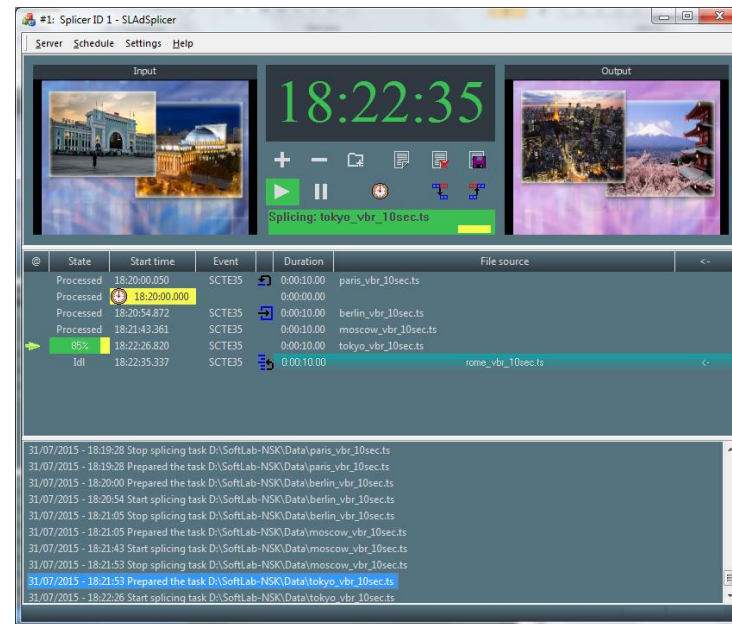 #1: Splicer ID 1 - SLAdSplicer
Server Schedule Settings Help
Input
18:22:35
Output
Splicing: tokyo_vbr_10sec.ts
@ State Start time Event Duration File source <-
Processed 18:20:00.050 SCTE35 0:00:10.00 paris_vbr_10sec.ts
Processed 18:20:00.000 0:00:00.00
Processed 18:20:54.872 SCTE35 0:00:10.00 berlin_vbr_10sec.ts
Processed 18:21:43.361 SCTE35 0:00:10.00 moscow_vbr_10sec.ts
85% 18:22:26.820 SCTE35 0:00:10.00 tokyo_vbr_10sec.ts
Idl 18:22:35.337 SCTE35 0:00:10.00 rome_vbr_10sec.ts <-
31/07/2015 - 18:19:28 Stop splicing task D:\SoftLab-NSK\Data\paris_vbr_10sec.ts
31/07/2015 - 18:19:28 Prepared the task D:\SoftLab-NSK\Data\paris_vbr_10sec.ts
31/07/2015 - 18:20:00 Prepared the task D:\SoftLab-NSK\Data\berlin_vbr_10sec.ts
31/07/2015 - 18:20:54 Start splicing task D:\SoftLab-NSK\Data\berlin_vbr_10sec.ts
31/07/2015 - 18:21:05 Stop splicing task D:\SoftLab-NSK\Data\berlin_vbr_10sec.ts
31/07/2015 - 18:21:05 Prepared the task D:\SoftLab-NSK\Data\moscow_vbr_10sec.ts
31/07/2015 - 18:21:43 Start splicing task D:\SoftLab-NSK\Data\moscow_vbr_10sec.ts
31/07/2015 - 18:21:53 Stop splicing task D:\SoftLab-NSK\Data\moscow_vbr_10sec.ts
31/07/2015 - 18:21:53 Prepared the task D:\SoftLab-NSK\Data\tokyo_vbr_10sec.ts
31/07/2015 - 18:22:26 Start splicing task D:\SoftLab-NSK\Data\tokyo_vbr_10sec.ts